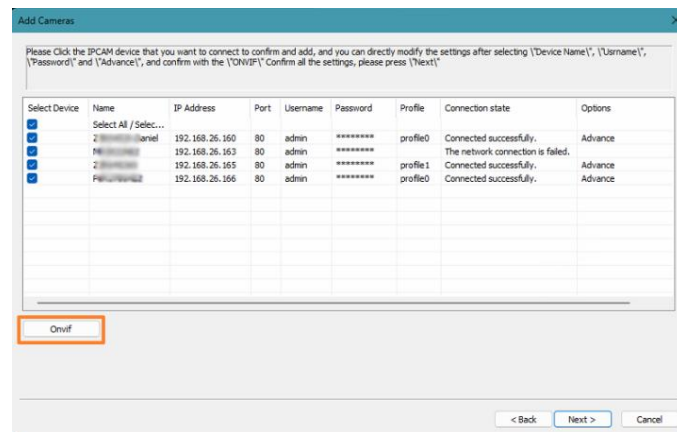 Add Cameras
Please Click the IPCAM device that you want to connect to confirm and add, and you can directly modify the settings after selecting \"Device Name\", \"Usrname\",
\"Password\" and \"Advance\", and confirm with the \"ONVIF\" Confirm all the settings, please press \"Next\"
Select Device Name IP Address Port Username Password Profile Connection state Options
Select All / Selec...
2 aniel 192.168.26.160 80 admin ******** profile0 Connected successfully. Advance
192.168.26.163 80 admin ******** The network connection is failed.
2 192.168.26.165 80 admin ******** profile1 Connected successfully. Advance
192.168.26.166 80 admin ******** profile0 Connected successfully. Advance
Onvif
< Back Next > Cancel